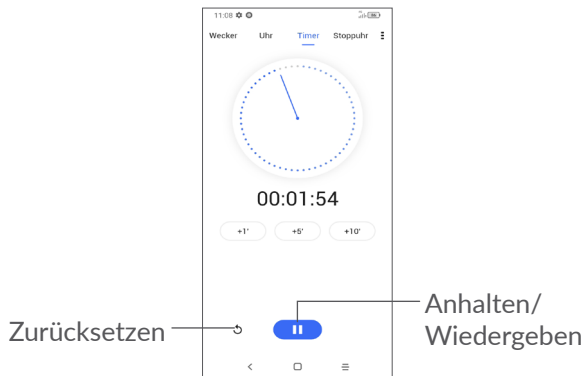 11:08
Wecker Uhr Timer Stoppuhr
00:01:54
+1' +5' +10'
Zurücksetzen
Anhalten/
Wiedergeben